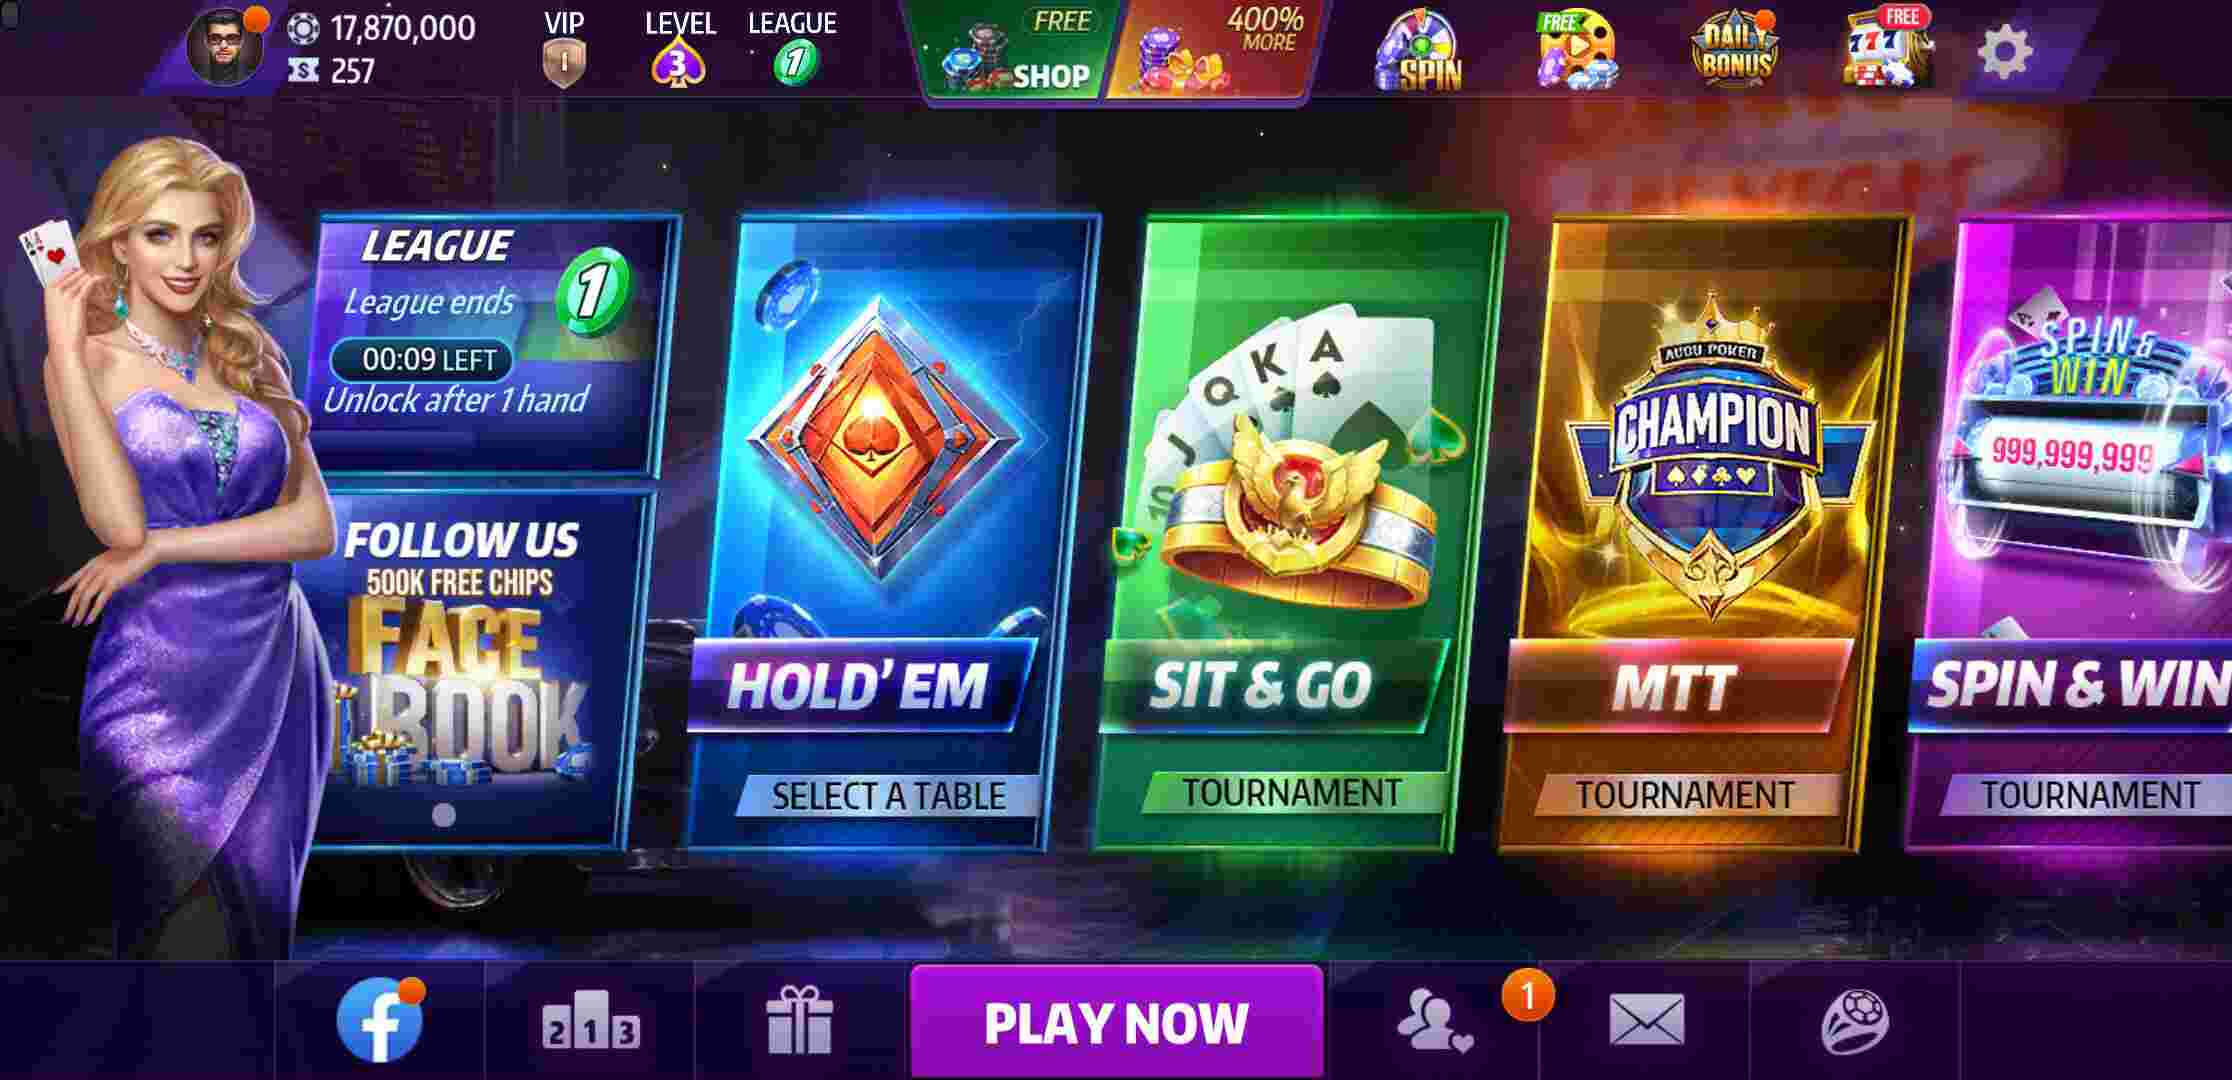 17,870,000
257
VIP
1
LEVEL
3
LEAGUE
1
FREE
SHOP
400%
MORE
SPIN
FREE
DAILY
BONUS
FREE
777
LEAGUE
League ends
00:09 LEFT
Unlock after 1 hand
1
FOLLOW US
500K FREE CHIPS
FACE
BOOK
HOLD' EM
SELECT A TABLE
10 J Q K A
SIT & GO
TOURNAMENT
AUOU POKER
CHAMPION
MTT
TOURNAMENT
SPIN &
WIN
999,999,999
SPIN & WIN
TOURNAMENT
f
2 1 3
PLAY NOW
1